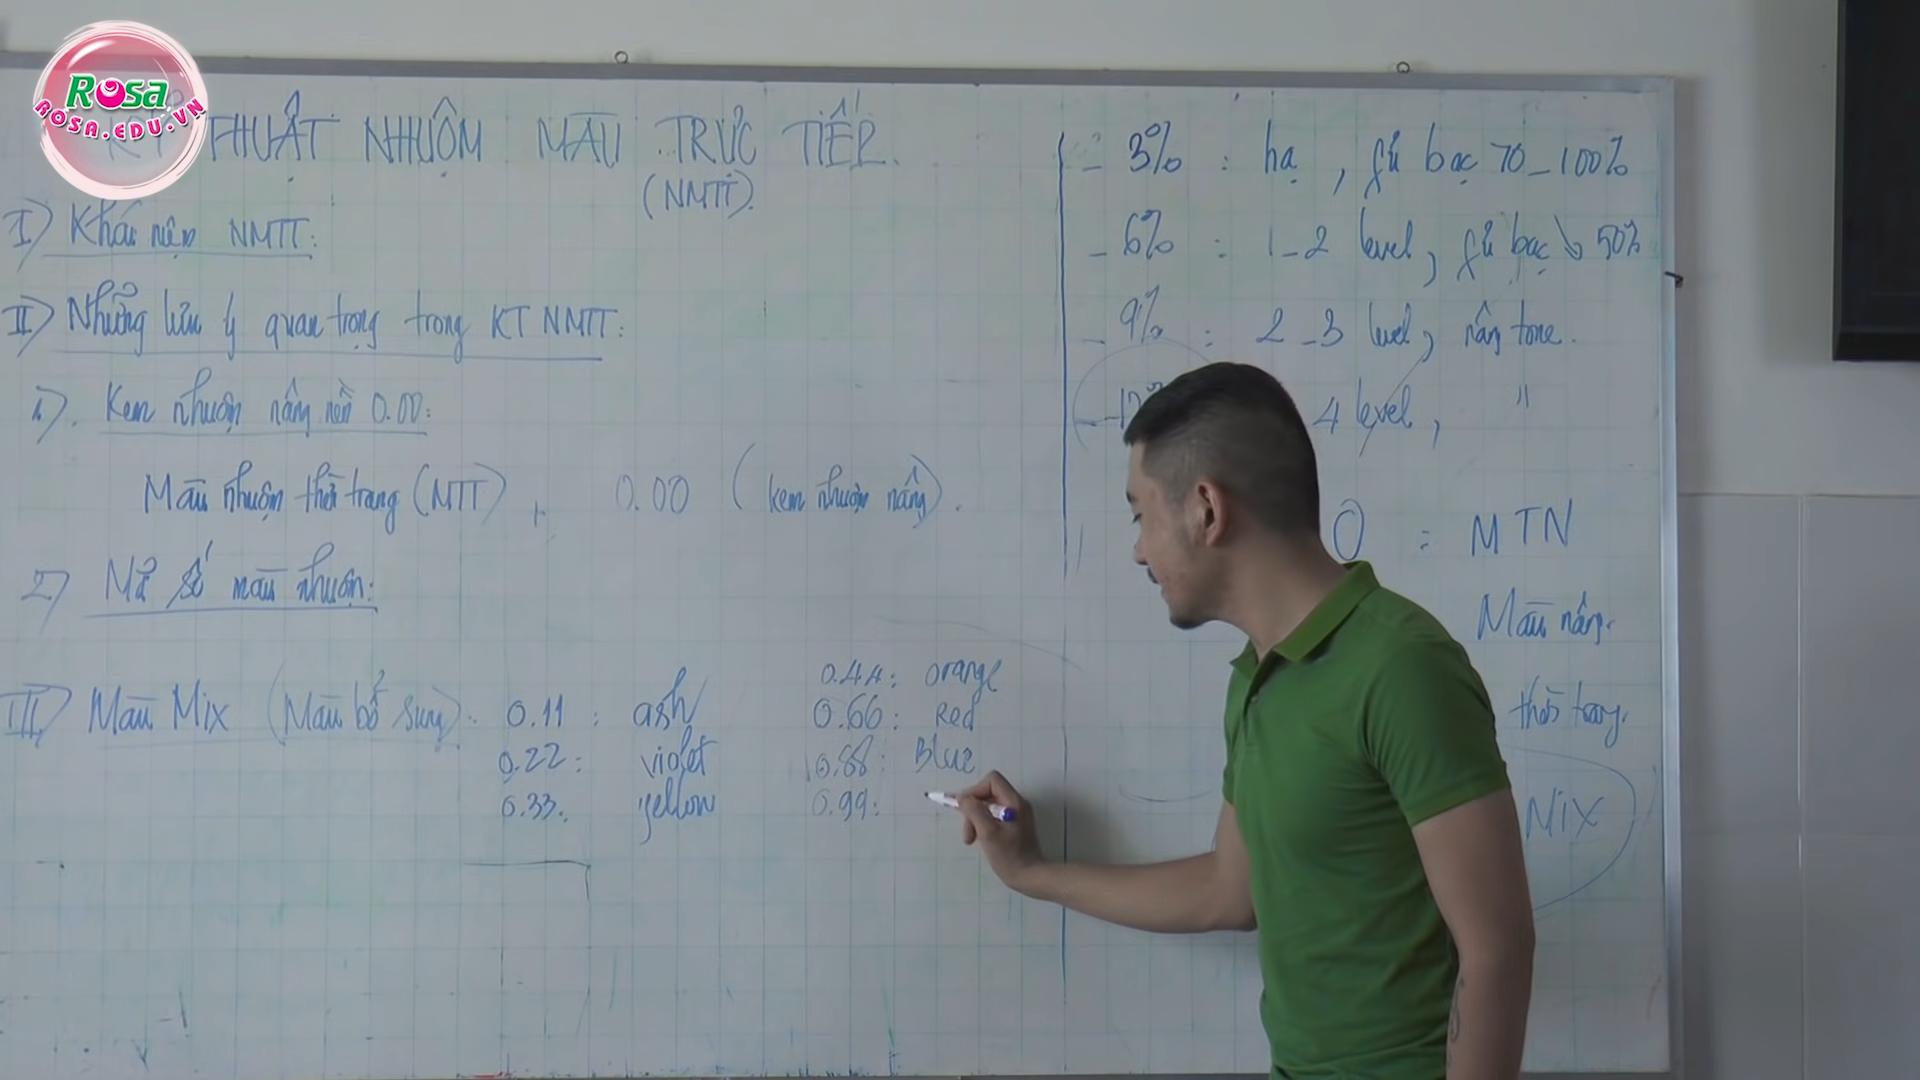 Rosa
ROSA.EDU.VN
THUẬT NHUỘM MÀU TRỰC TIẾP.
(NMTT).
I) Khái niệm NMTT:
II) Những lưu ý quan trọng trong KT NMTT:
1). Kem nhuộm nâng nền 0.00:
Màu nhuộm thời trang (NTT) + 0.00 (kem nhuộm nâng).
2) Mã số màu nhuộm:
III) Màu Mix (Màu bổ sung).
0.11 : ash
0.22 : violet
0.33 : yellow
0.44 : orange
0.66 : Red
0.88 : Blue
0.99 :
- 3% : hạ, fủ bạc 70_100%
- 6% : 1_2 level, fủ bạc ↘ 50%
- 9% : 2_3 level, nâng tone.
4 level, "
0 : MTN
Màu nâng.
thời trang.
Mix